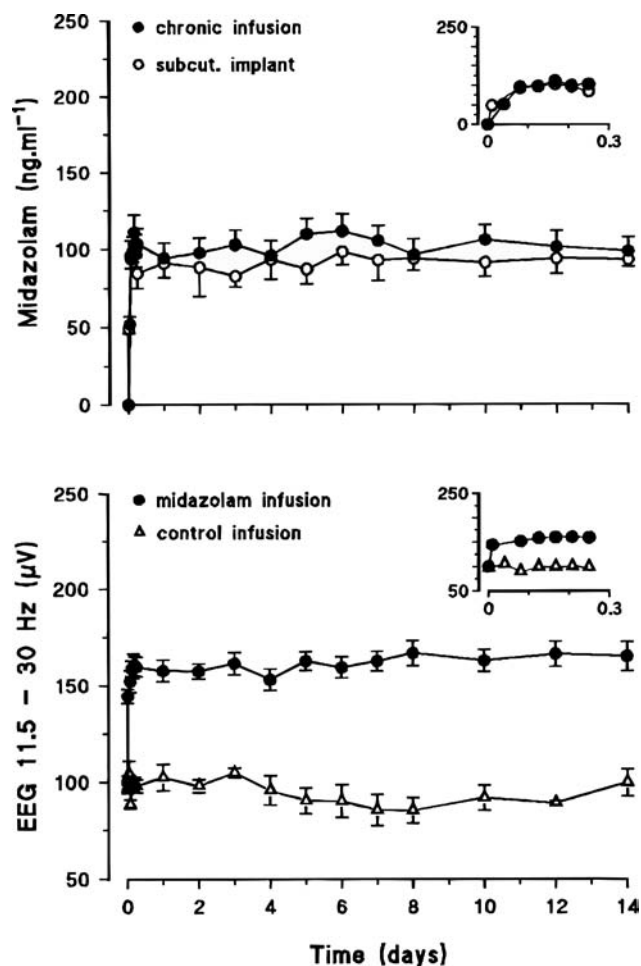 250
200
150
100
50
0
Midazolam (ng.ml⁻¹)
● chronic infusion
○ subcut. implant
250
0
0
0.3
250
200
150
100
50
EEG 11.5 – 30 Hz (µV)
● midazolam infusion
△ control infusion
250
50
0
0.3
0 2 4 6 8 10 12 14
Time (days)